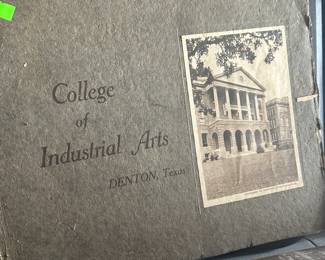 College
of
Industrial Arts
DENTON, Texas